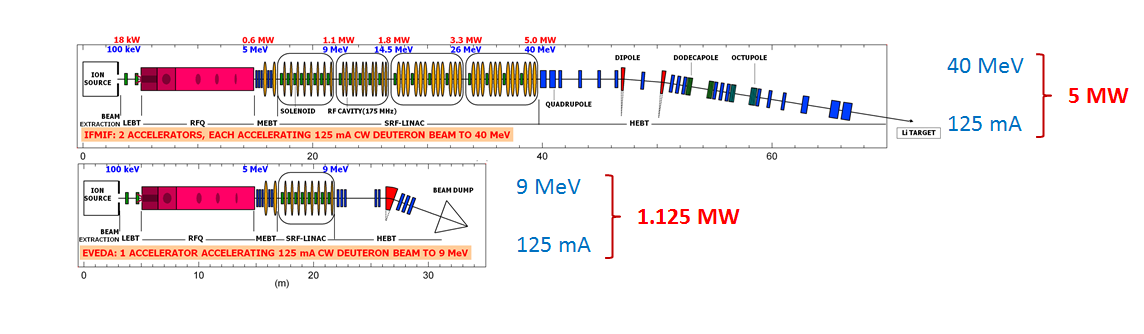 18 kW 0.6 MW 1.1 MW 1.8 MW 3.3 MW 5.0 MW
100 keV 5 MeV 9 MeV 14.5 MeV 26 MeV 40 MeV
ION
SOURCE
DIPOLE
DODECAPOLE
OCTUPOLE
QUADRUPOLE
SOLENOID
RF CAVITY(175 MHz)
BEAM
EXTRACTION LEBT RFQ MEBT SRF-LINAC HEBT
Li TARGET
IFMIF: 2 ACCELERATORS, EACH ACCELERATING 125 mA CW DEUTERON BEAM TO 40 MeV
0 20 40 60
40 MeV
5 MW
125 mA
100 keV 5 MeV 9 MeV
ION
SOURCE
BEAM DUMP
BEAM
EXTRACTION LEBT RFQ MEBT SRF-LINAC HEBT
EVEDA: 1 ACCELERATOR ACCELERATING 125 mA CW DEUTERON BEAM TO 9 MeV
0 10 20 30
(m)
9 MeV
1.125 MW
125 mA